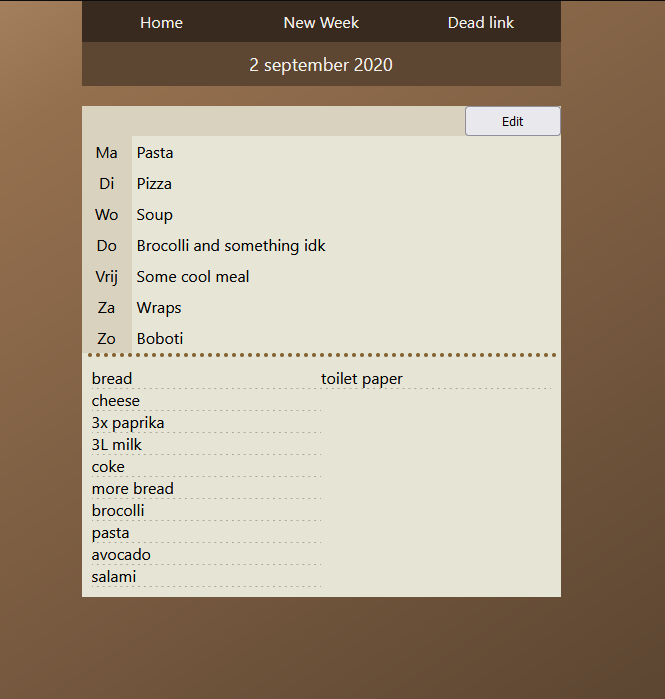 Home New Week Dead link
2 september 2020
Edit
Ma Pasta
Di Pizza
Wo Soup
Do Brocolli and something idk
Vrij Some cool meal
Za Wraps
Zo Boboti
bread toilet paper
cheese
3x paprika
3L milk
coke
more bread
brocolli
pasta
avocado
salami